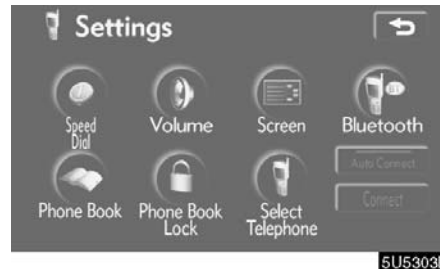 Settings
Speed
Dial
Volume
Screen
Bluetooth
Auto Connect
Phone Book
Phone Book
Lock
Select
Telephone
Connect
5U5303